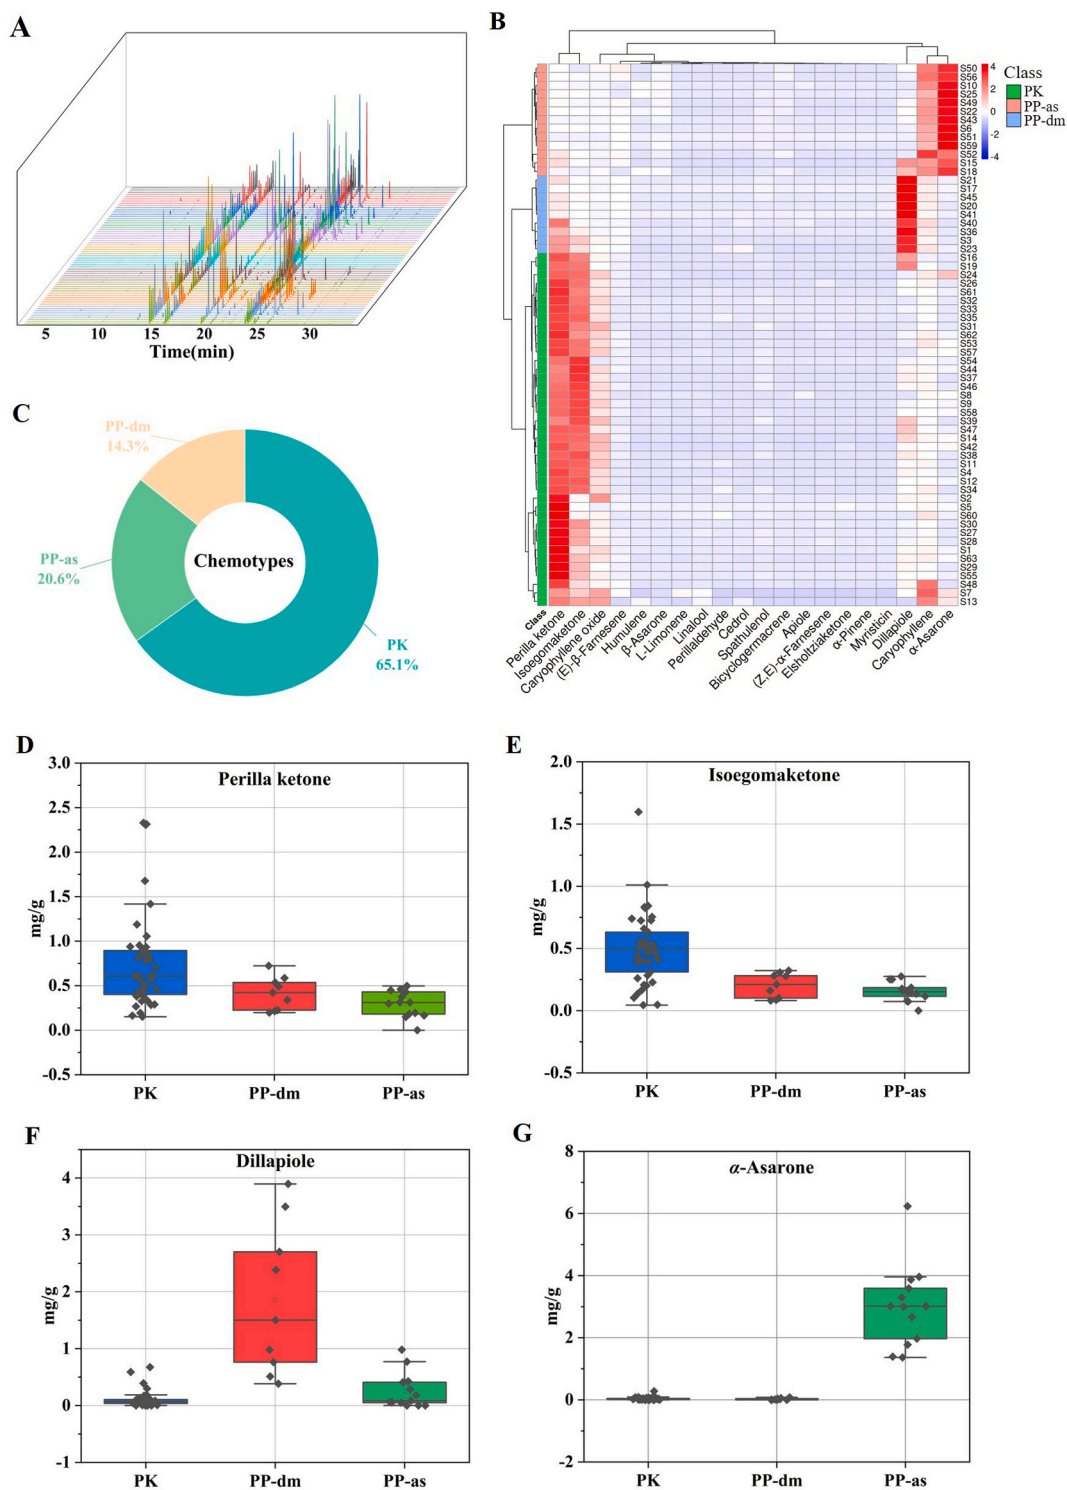 A
5 10 15 20 25 30
Time(min)
B
4
2
0
-2
-4
Class
PK
PP-as
PP-dm
S50
S56
S10
S25
S49
S22
S43
S6
S51
S59
S52
S15
S18
S21
S17
S45
S20
S41
S40
S36
S3
S23
S16
S19
S24
S26
S61
S32
S33
S35
S31
S62
S53
S57
S54
S44
S37
S46
S8
S9
S58
S39
S47
S14
S42
S38
S11
S4
S12
S34
S2
S5
S60
S30
S27
S28
S1
S63
S29
S55
S48
S7
S13
Class
Perilla ketone
Isoegomaketone
Caryophyllene oxide
(E)-β-Farnesene
Humulene
β-Asarone
L-Limonene
Linalool
Perillaldehyde
Cedrol
Spathulenol
Bicyclogermacrene
Apiole
(Z,E)-α-Farnesene
Elsholtziaketone
α-Pinene
Myristicin
Dillapiole
Caryophyllene
α-Asarone
C
PP-dm
14.3%
PP-as
20.6%
Chemotypes
PK
65.1%
D
Perilla ketone
mg/g
3.0
2.5
2.0
1.5
1.0
0.5
0.0
-0.5
PK PP-dm PP-as
E
Isoegomaketone
mg/g
2.0
1.5
1.0
0.5
0.0
-0.5
PK PP-dm PP-as
F
Dillapiole
mg/g
4
3
2
1
0
-1
PK PP-dm PP-as
G
α-Asarone
mg/g
8
6
4
2
0
-2
PK PP-dm PP-as